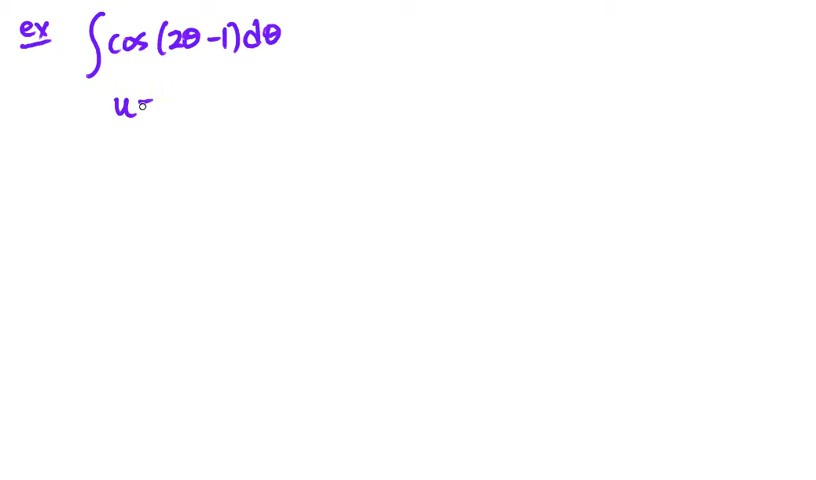 ex ∫ cos (2θ - 1) dθ
u =